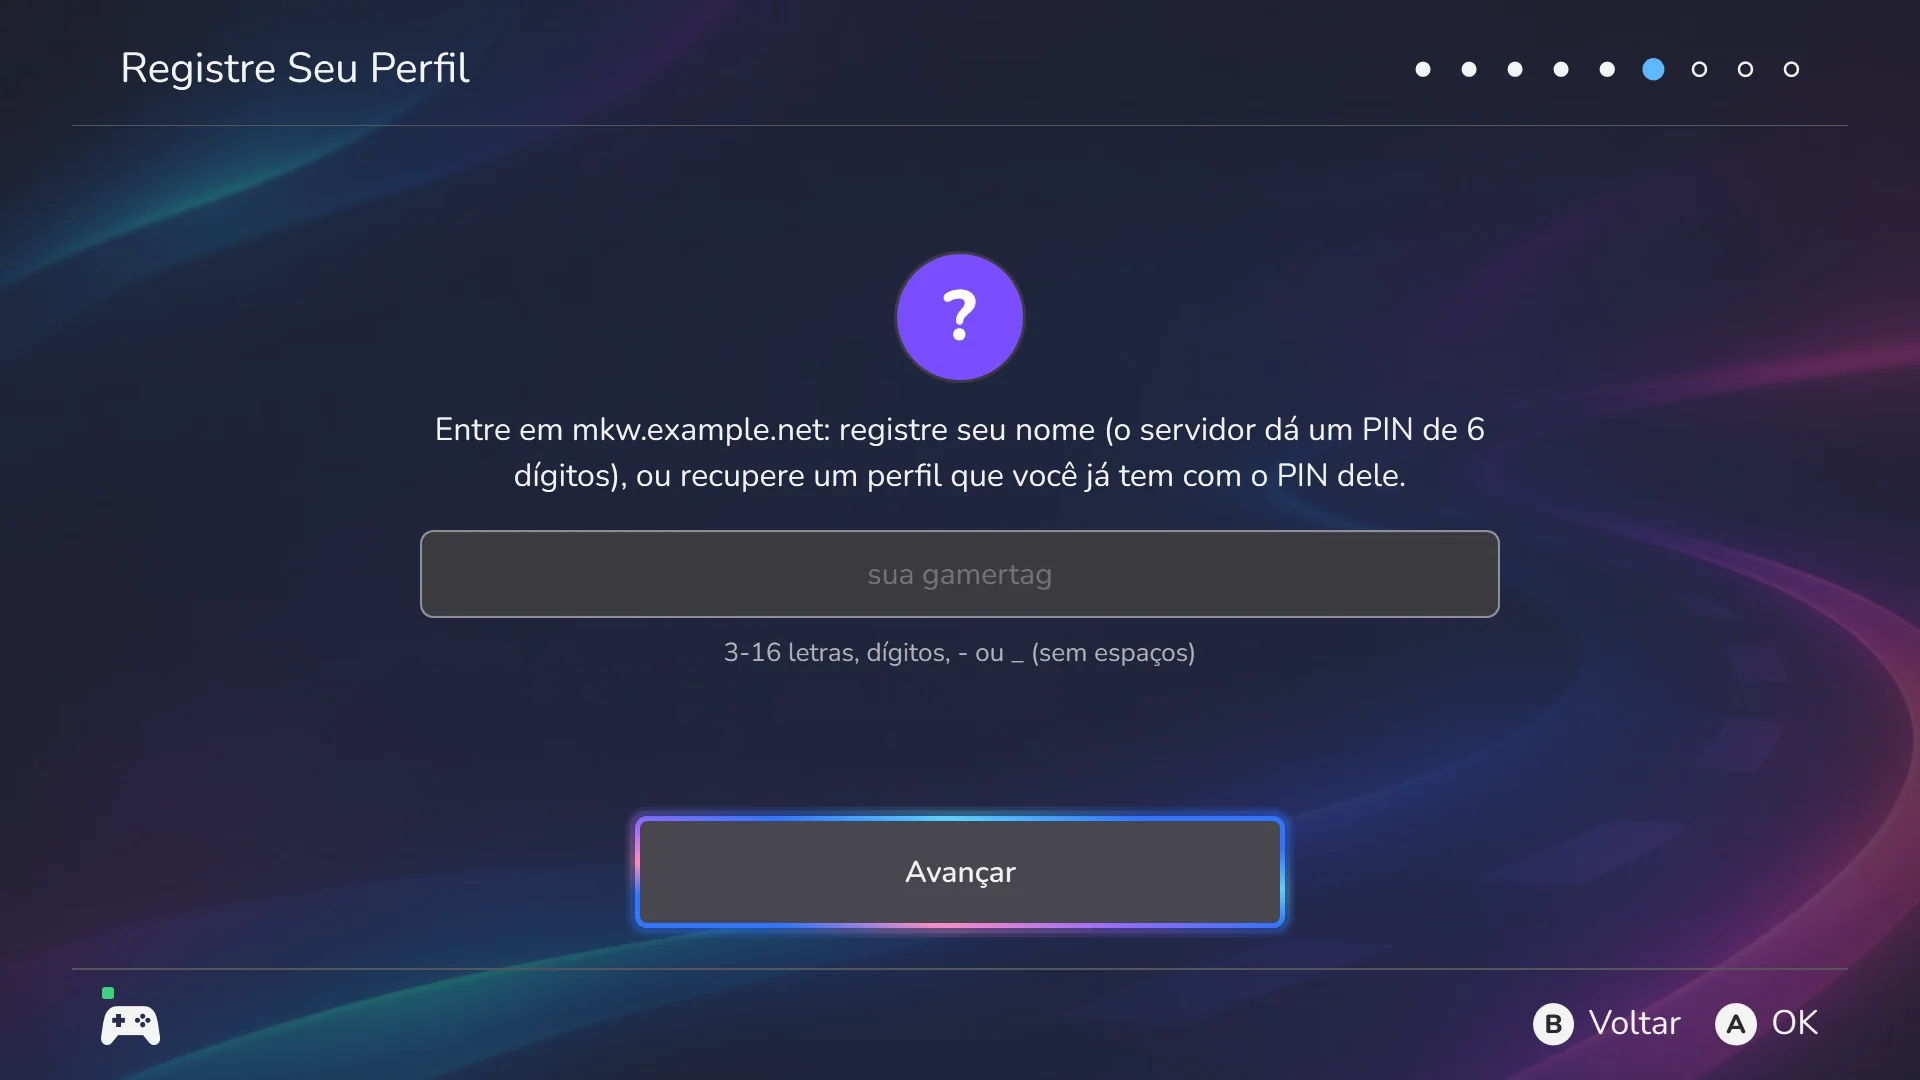 Registre Seu Perfil
?
Entre em mkw.example.net: registre seu nome (o servidor dá um PIN de 6
dígitos), ou recupere um perfil que você já tem com o PIN dele.
sua gamertag
3-16 letras, dígitos, - ou _ (sem espaços)
Avançar
B Voltar A OK